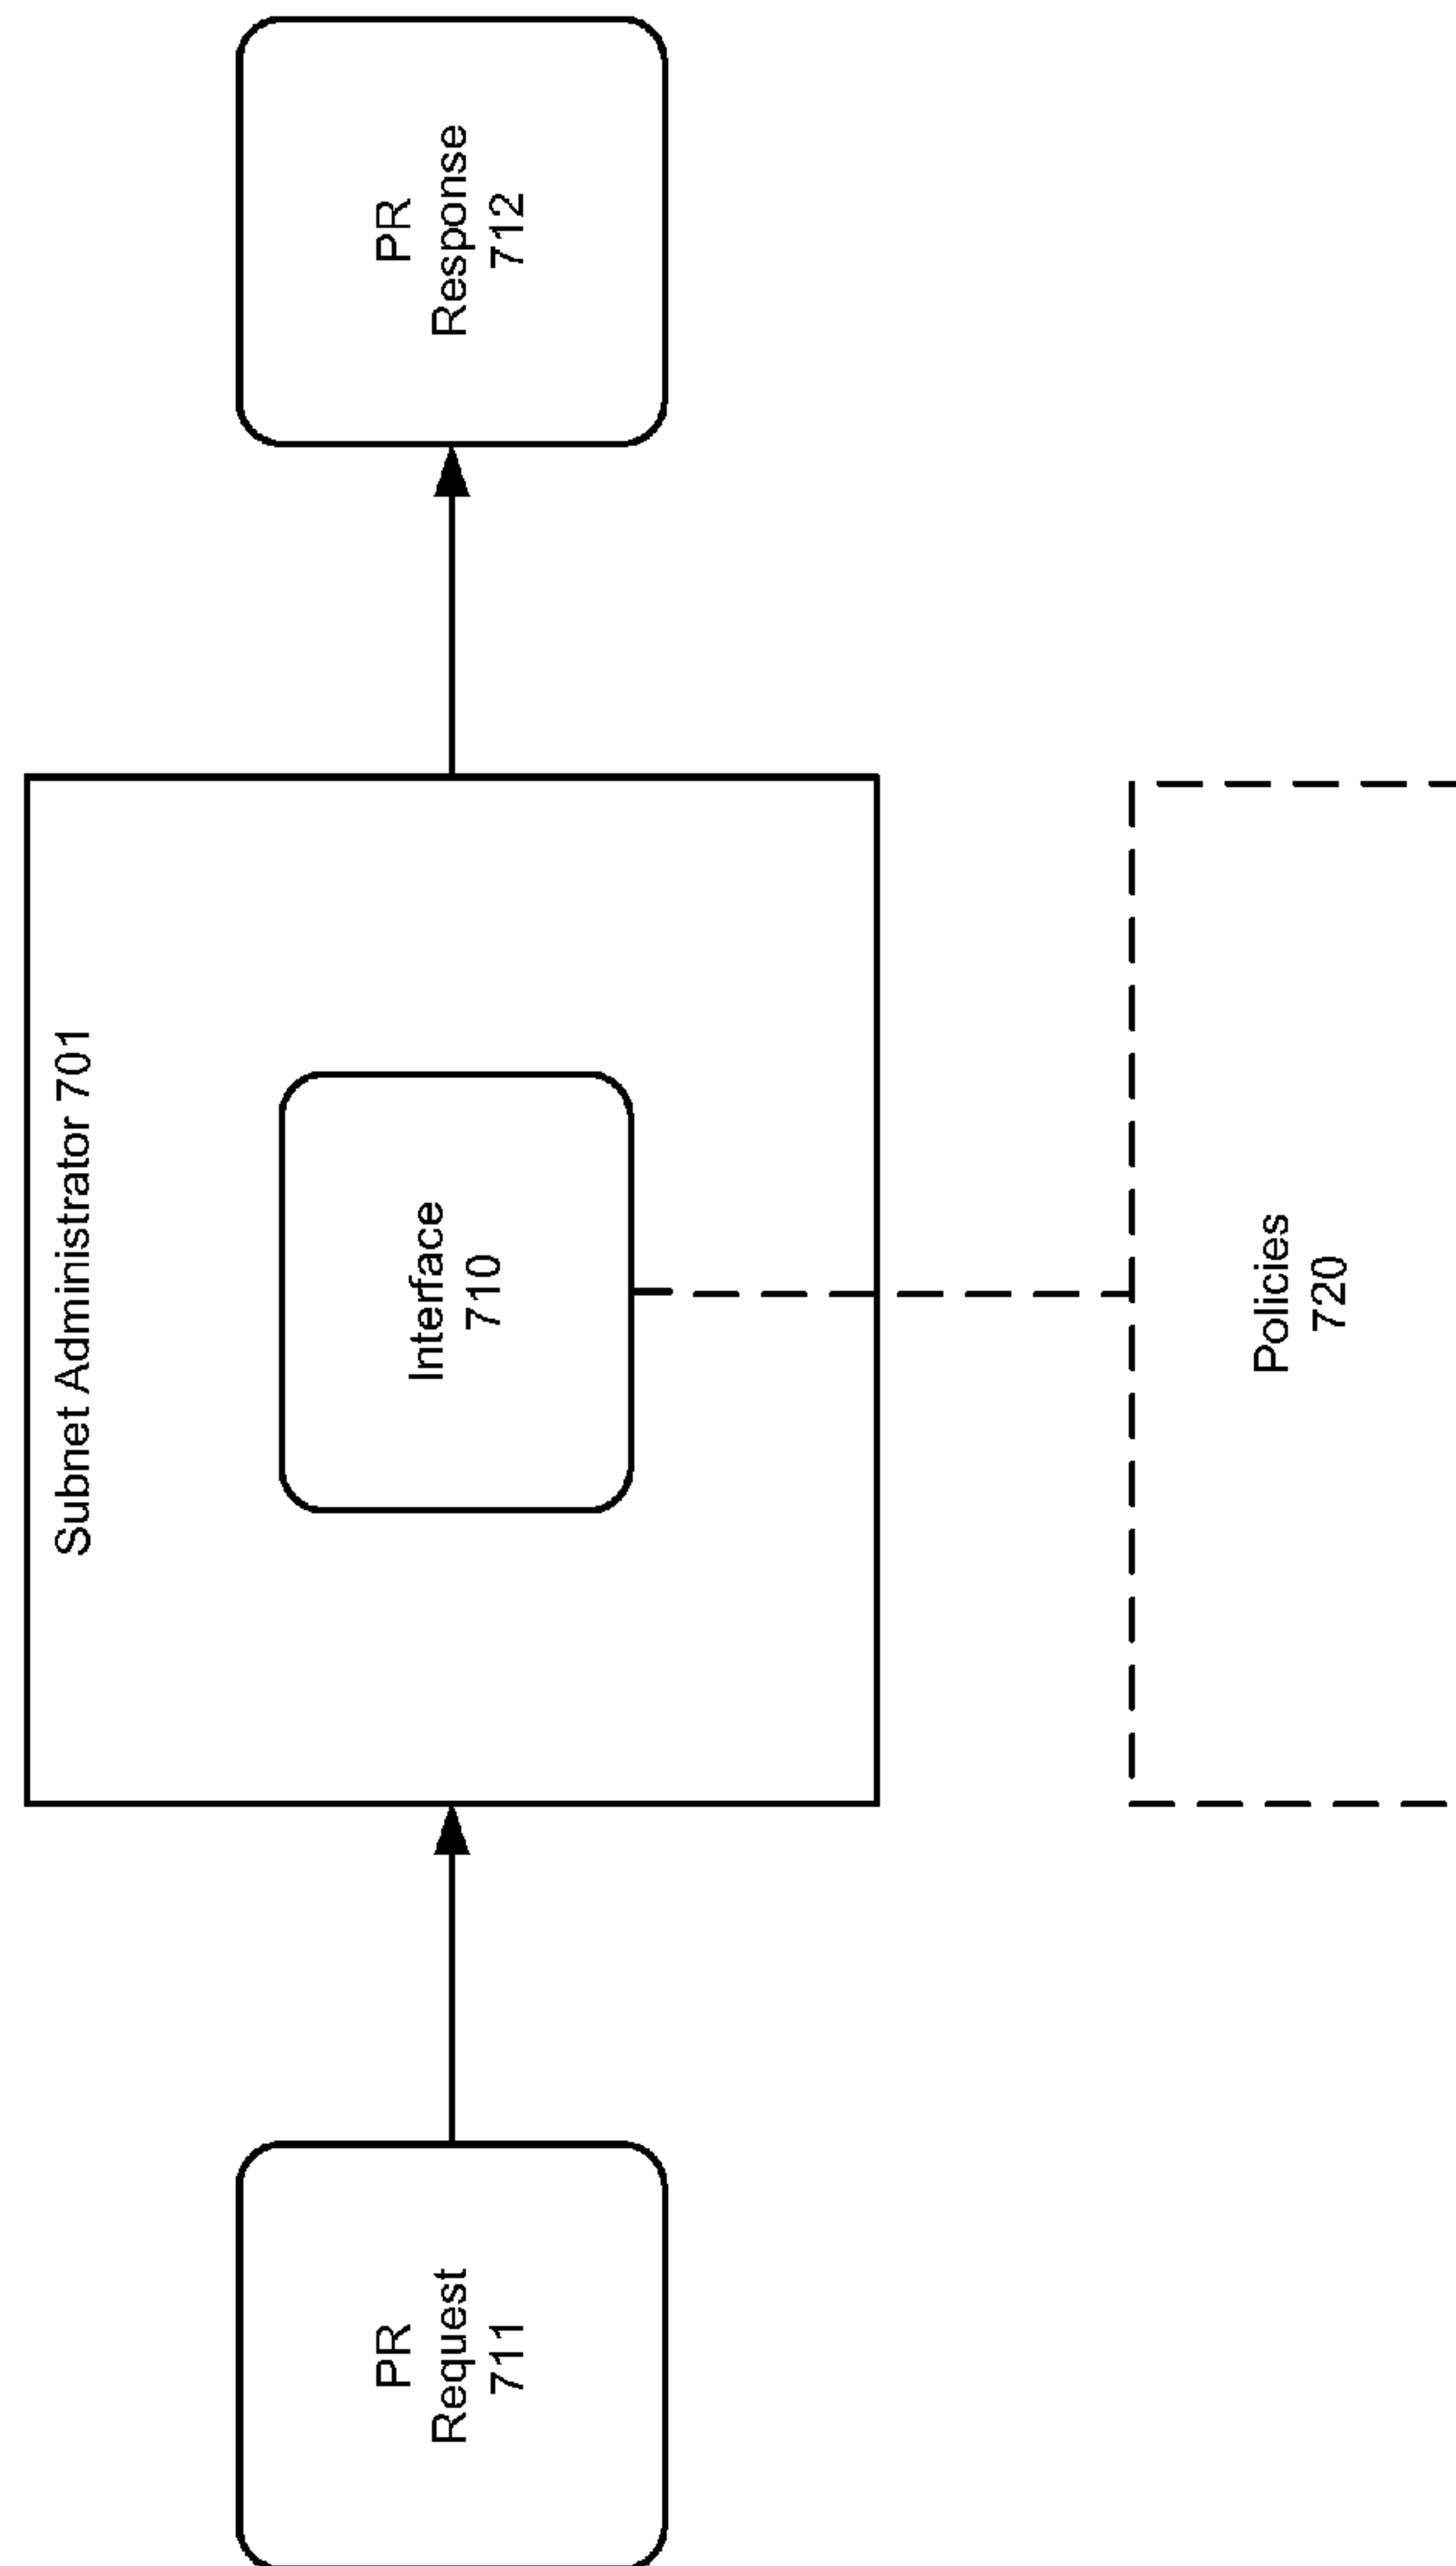 Subnet Administrator 701
PR
Request
711
Interface
710
PR
Response
712
Policies
720